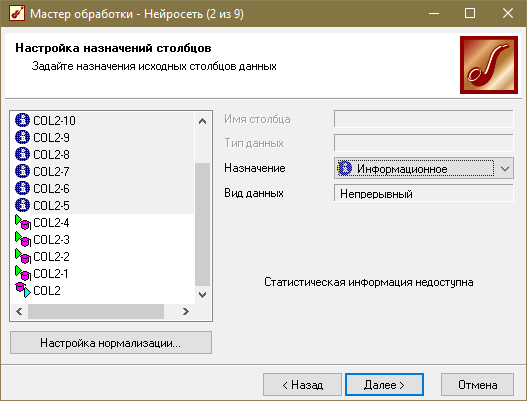 Мастер обработки - Нейросеть (2 из 9)
Настройка назначений столбцов
Задайте назначения исходных столбцов данных
COL2-10
COL2-9
COL2-8
COL2-7
COL2-6
COL2-5
COL2-4
COL2-3
COL2-2
COL2-1
COL2
Имя столбца
Тип данных
Назначение
Информационное
Вид данных
Непрерывный
Статистическая информация недоступна
Настройка нормализации...
< Назад
Далее >
Отмена